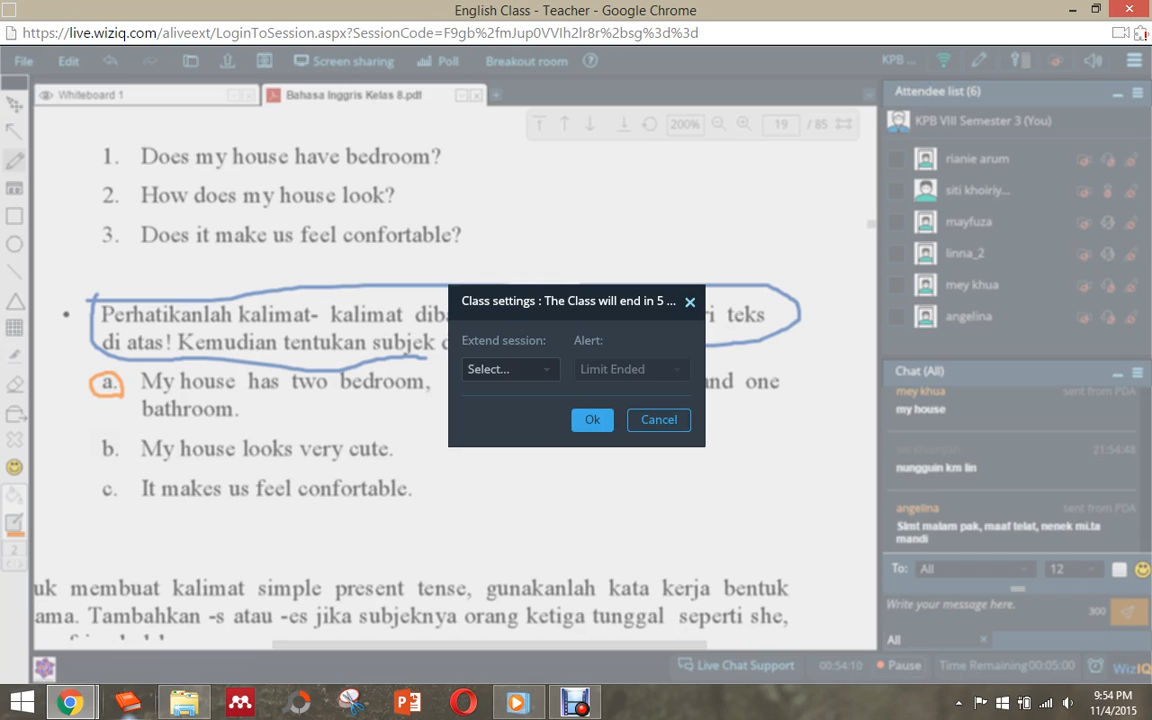 English Class - Teacher - Google Chrome
https://live.wiziq.com/aliveext/LoginToSession.aspx?SessionCode=F9gb%2fmJup0VVIh2lr8r%2bsg%3d%3d
File Edit Screen sharing Poll Breakout room KPB ...
Whiteboard 1 Bahasa Inggris Kelas 8.pdf
200% 19 / 85
1. Does my house have bedroom?
2. How does my house look?
3. Does it make us feel confortable?
• Perhatikanlah kalimat- kalimat teks
di atas! Kemudian tentukan subjek
a. My house has two bedroom, and one
bathroom.
b. My house looks very cute.
c. It makes us feel confortable.
uk membuat kalimat simple present tense, gunakanlah kata kerja bentuk
ama. Tambahkan -s atau -es jika subjeknya orang ketiga tunggal seperti she,
Class settings : The Class will end in 5 ...
Extend session: Alert:
Select... Limit Ended
Ok Cancel
Attendee list (6)
KPB VIII Semester 3 (You)
rianie arum
siti khoiriy...
mayfuza
linna_2
mey khua
angelina
Chat (All)
mey khua sent from PDA
my house
21:54:48
nungguin km lin
angelina sent from PDA
Slmt malam pak, maaf telat, nenek mi.ta
mandi
To: All 12
Write your message here. 300
All
2
Live Chat Support 00:54:19 Pause Time Remaining 00:05:00 WizIQ
9:54 PM
11/4/2015